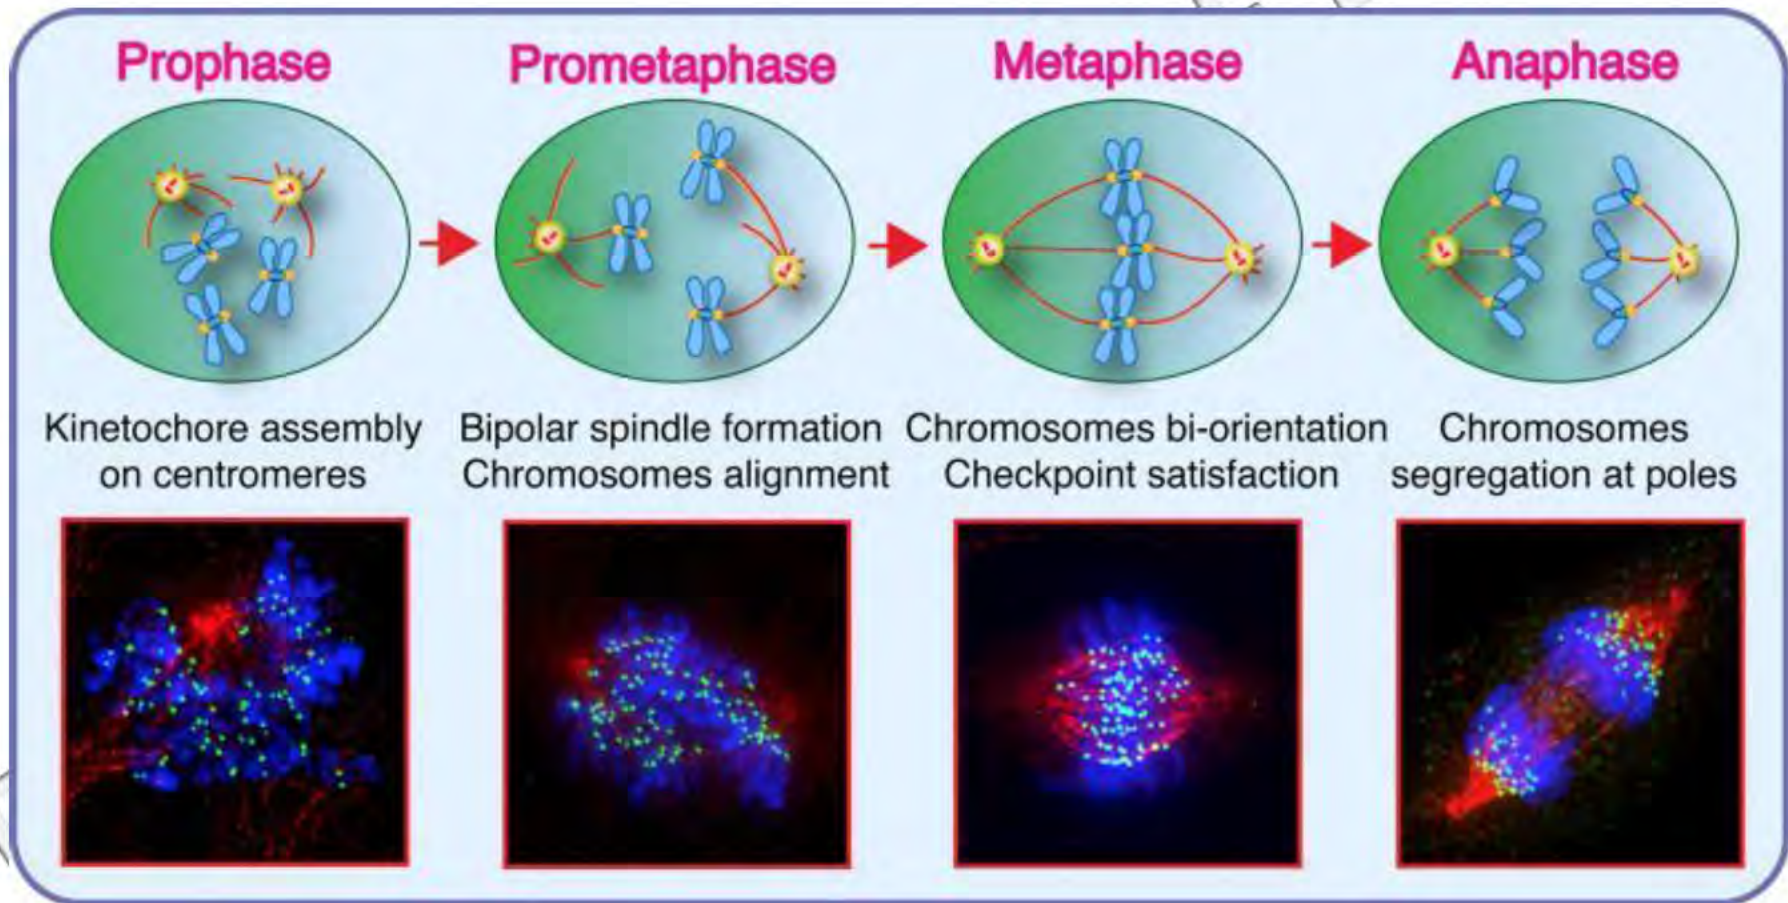 Prophase
Prometaphase
Metaphase
Anaphase
Kinetochore assembly
on centromeres
Bipolar spindle formation
Chromosomes alignment
Chromosomes bi-orientation
Checkpoint satisfaction
Chromosomes
segregation at poles